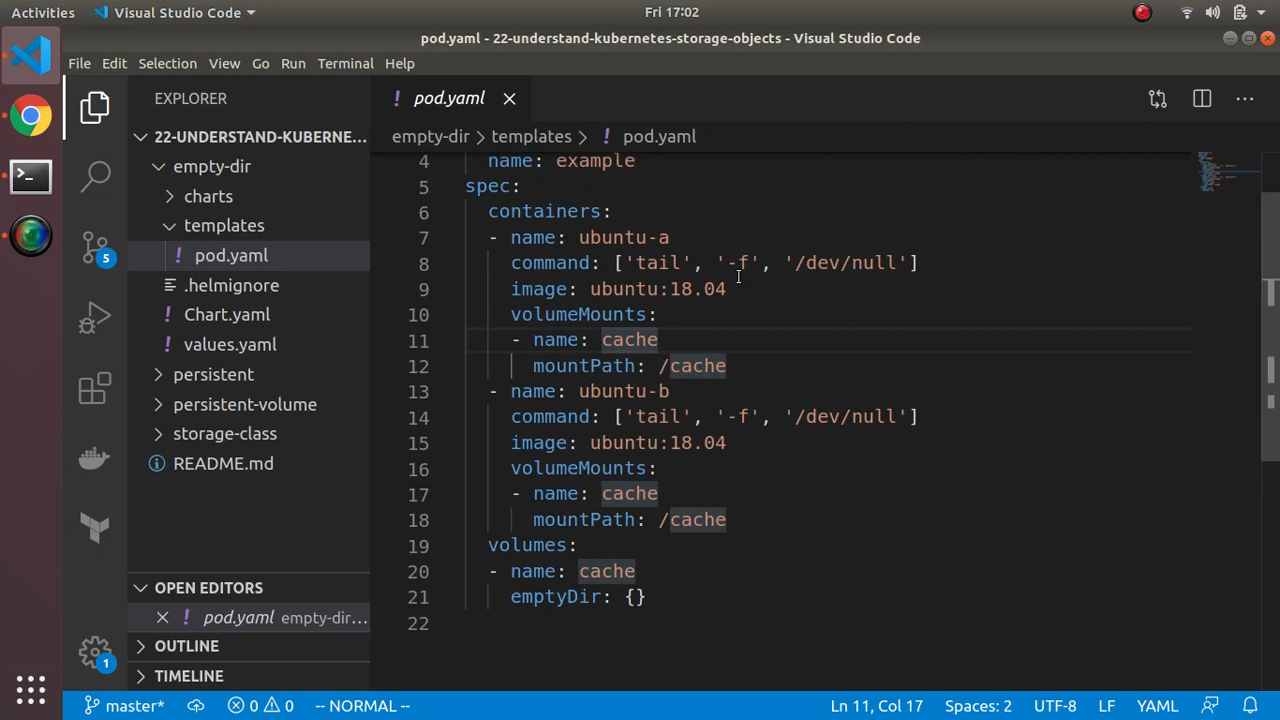 Activities
Visual Studio Code
Fri 17:02
pod.yaml - 22-understand-kubernetes-storage-objects - Visual Studio Code
File Edit Selection View Go Run Terminal Help
EXPLORER
22-UNDERSTAND-KUBERNE...
empty-dir
charts
templates
pod.yaml
.helmignore
Chart.yaml
values.yaml
persistent
persistent-volume
storage-class
README.md
OPEN EDITORS
pod.yaml empty-dir...
OUTLINE
TIMELINE
5
1
pod.yaml
empty-dir > templates > pod.yaml
4 name: example
5 spec:
6 containers:
7 - name: ubuntu-a
8 command: ['tail', '-f', '/dev/null']
9 image: ubuntu:18.04
10 volumeMounts:
11 - name: cache
12 mountPath: /cache
13 - name: ubuntu-b
14 command: ['tail', '-f', '/dev/null']
15 image: ubuntu:18.04
16 volumeMounts:
17 - name: cache
18 mountPath: /cache
19 volumes:
20 - name: cache
21 emptyDir: {}
22
master* 0 0 -- NORMAL -- Ln 11, Col 17 Spaces: 2 UTF-8 LF YAML